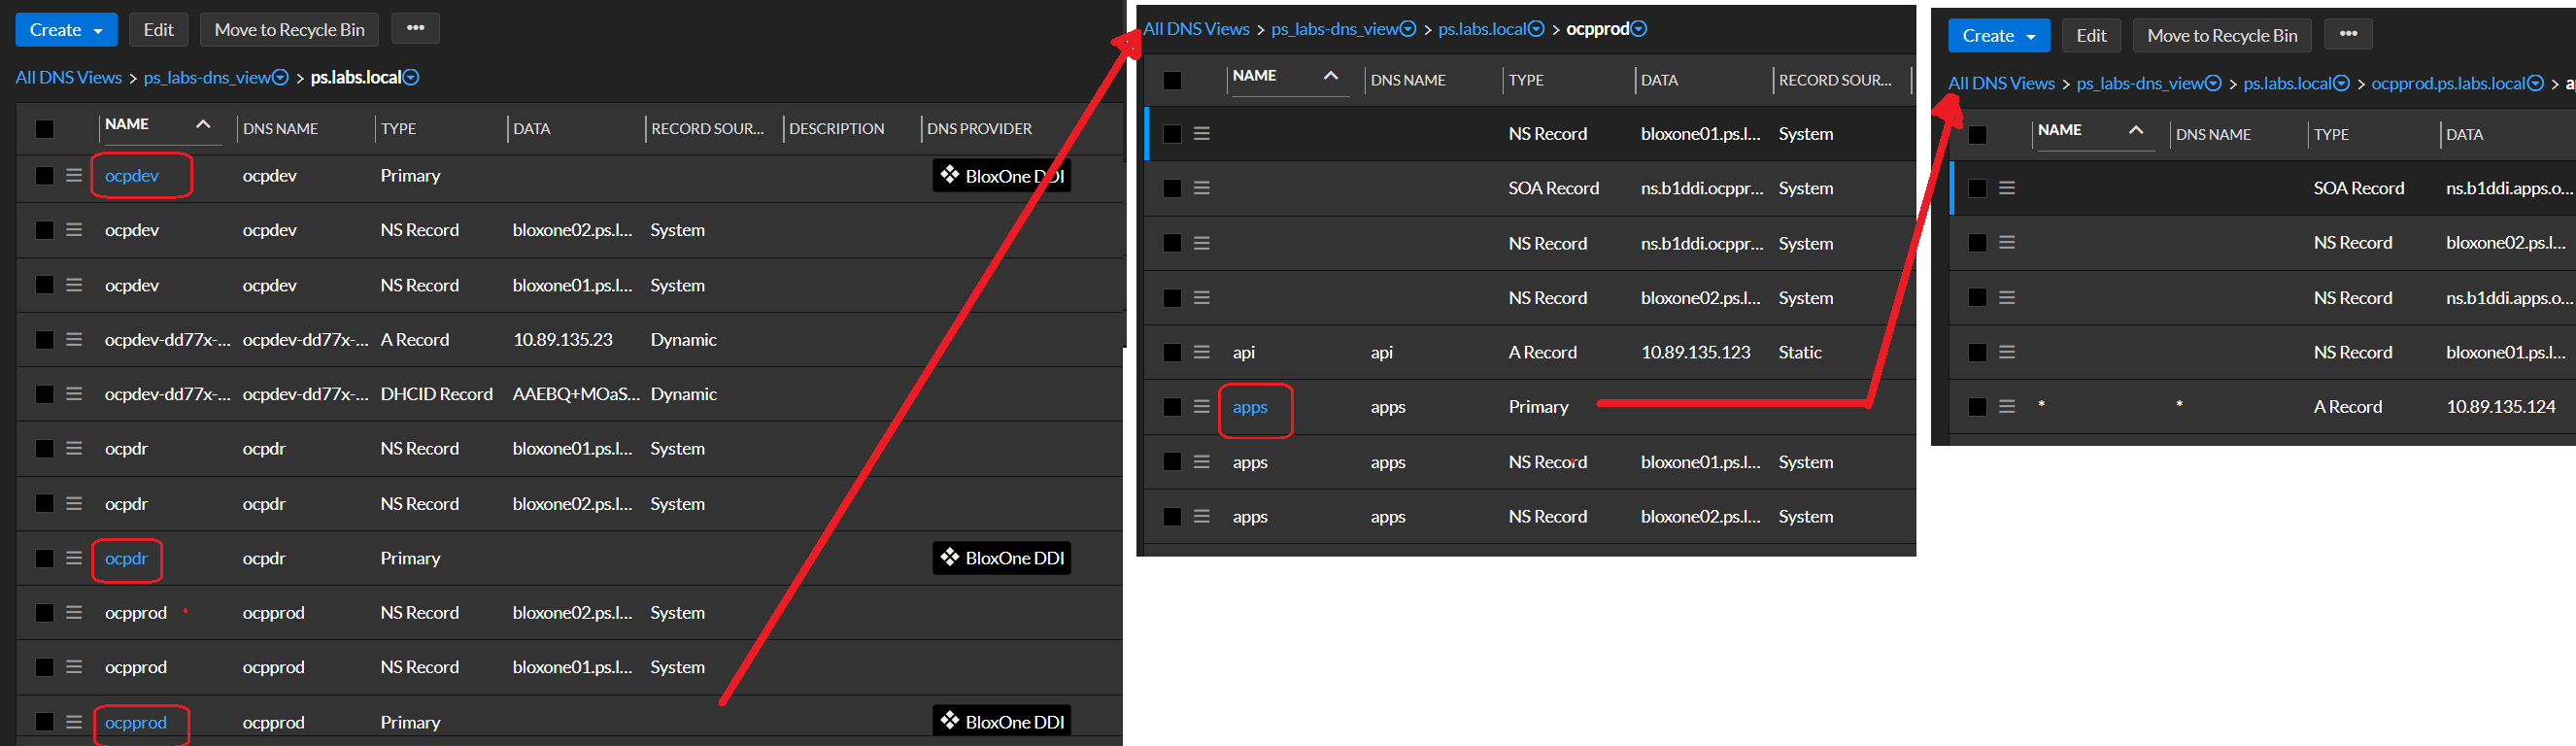 Create Edit Move to Recycle Bin •••
All DNS Views > ps_labs-dns_view > ps.labs.local
NAME DNS NAME TYPE DATA RECORD SOUR... DESCRIPTION DNS PROVIDER
ocpdev ocpdev Primary BloxOne DDI
ocpdev ocpdev NS Record bloxone02.ps.l... System
ocpdev ocpdev NS Record bloxone01.ps.l... System
ocpdev-dd77x-... ocpdev-dd77x-... A Record 10.89.135.23 Dynamic
ocpdev-dd77x-... ocpdev-dd77x-... DHCID Record AAEBQ+MOaS... Dynamic
ocpdr ocpdr NS Record bloxone01.ps.l... System
ocpdr ocpdr NS Record bloxone02.ps.l... System
ocpdr ocpdr Primary BloxOne DDI
ocpprod ocpprod NS Record bloxone02.ps.l... System
ocpprod ocpprod NS Record bloxone01.ps.l... System
ocpprod ocpprod Primary BloxOne DDI
All DNS Views > ps_labs-dns_view > ps.labs.local > ocpprod
NAME DNS NAME TYPE DATA RECORD SOUR...
NS Record bloxone01.ps.l... System
SOA Record ns.b1ddi.ocppr... System
NS Record ns.b1ddi.ocppr... System
NS Record bloxone02.ps.l... System
api api A Record 10.89.135.123 Static
apps apps Primary
apps apps NS Record bloxone01.ps.l... System
apps apps NS Record bloxone02.ps.l... System
Create Edit Move to Recycle Bin •••
All DNS Views > ps_labs-dns_view > ps.labs.local > ocpprod.ps.labs.local >
NAME DNS NAME TYPE DATA
SOA Record ns.b1ddi.apps.o...
NS Record bloxone02.ps.l...
NS Record ns.b1ddi.apps.o...
NS Record bloxone01.ps.l...
* * A Record 10.89.135.124